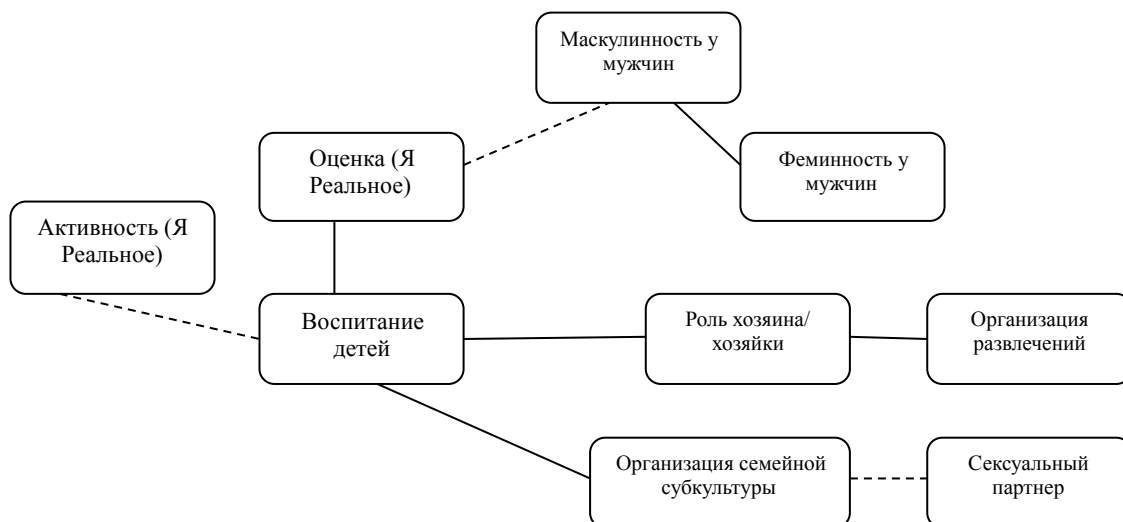 Маскулинность у
мужчин
Оценка (Я
Реальное)
Феминность у
мужчин
Активность (Я
Реальное)
Воспитание
детей
Роль хозяина/
хозяйки
Организация
развлечений
Организация семейной
субкультуры
Сексуальный
партнер